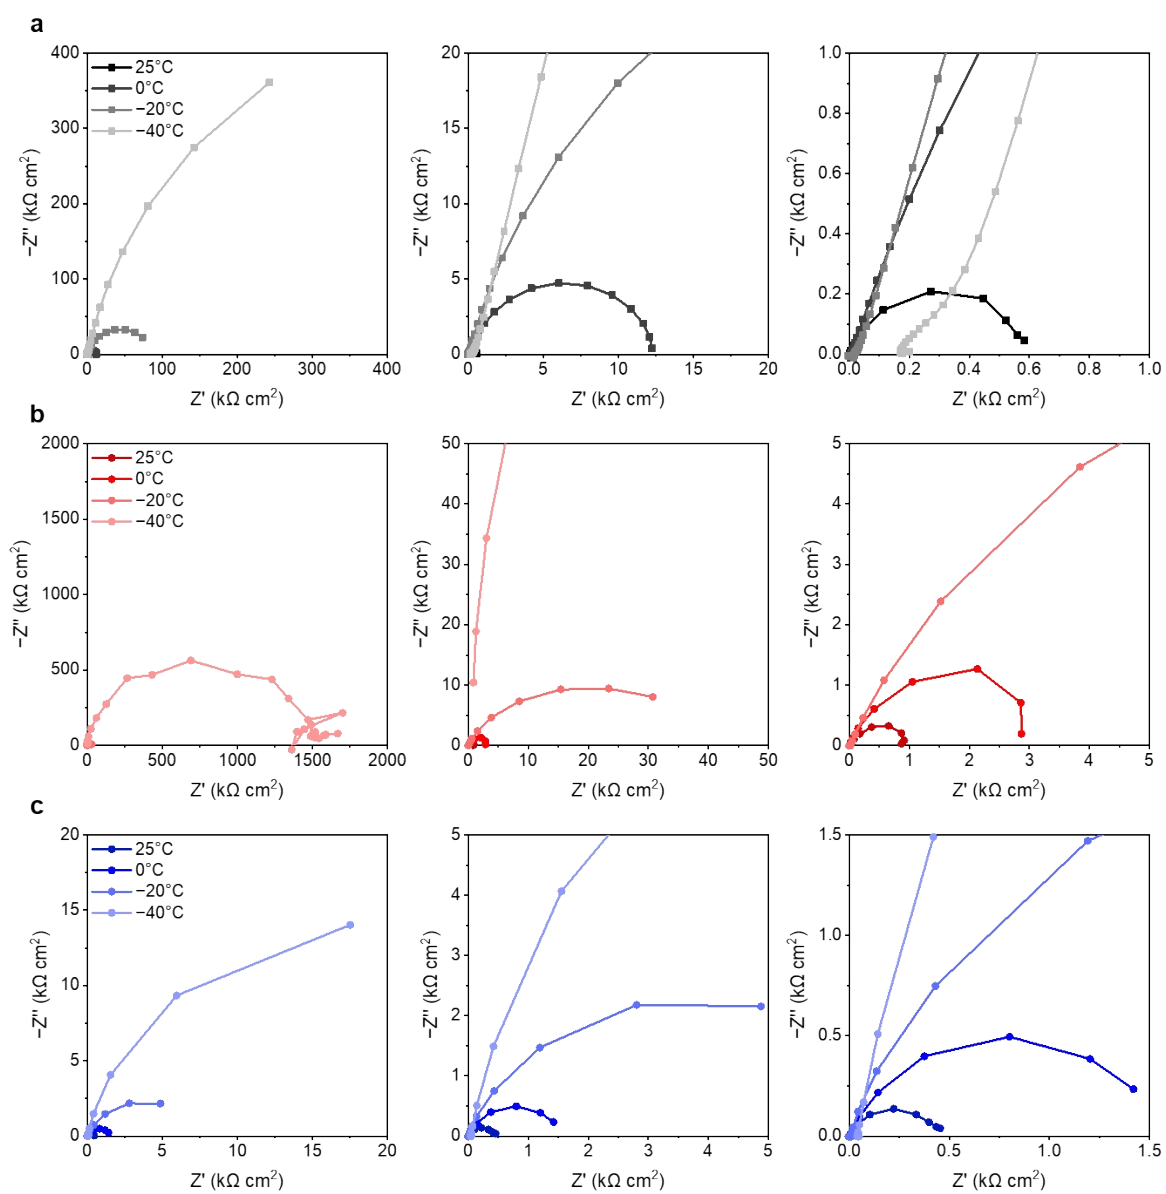 a
400
300
200
100
0
0
100
200
300
400
−Z'' (kΩ cm²)
Z' (kΩ cm²)
25°C
0°C
−20°C
−40°C
20
15
10
5
0
0
5
10
15
20
−Z'' (kΩ cm²)
Z' (kΩ cm²)
1.0
0.8
0.6
0.4
0.2
0.0
0.0
0.2
0.4
0.6
0.8
1.0
−Z'' (kΩ cm²)
Z' (kΩ cm²)
b
2000
1500
1000
500
0
0
500
1000
1500
2000
−Z'' (kΩ cm²)
Z' (kΩ cm²)
25°C
0°C
−20°C
−40°C
50
40
30
20
10
0
0
10
20
30
40
50
−Z'' (kΩ cm²)
Z' (kΩ cm²)
5
4
3
2
1
0
0
1
2
3
4
5
−Z'' (kΩ cm²)
Z' (kΩ cm²)
c
20
15
10
5
0
0
5
10
15
20
−Z'' (kΩ cm²)
Z' (kΩ cm²)
25°C
0°C
−20°C
−40°C
5
4
3
2
1
0
0
1
2
3
4
5
−Z'' (kΩ cm²)
Z' (kΩ cm²)
1.5
1.0
0.5
0.0
0.0
0.5
1.0
1.5
−Z'' (kΩ cm²)
Z' (kΩ cm²)